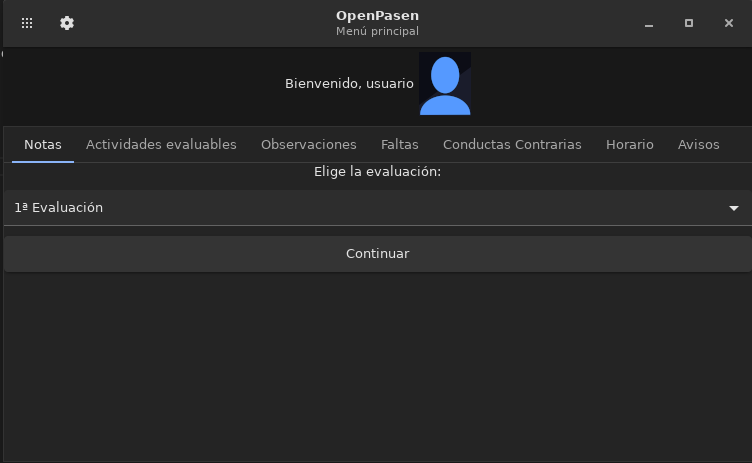 OpenPasen
Menú principal
Bienvenido, usuario
Notas Actividades evaluables Observaciones Faltas Conductas Contrarias Horario Avisos
Elige la evaluación:
1ª Evaluación
Continuar